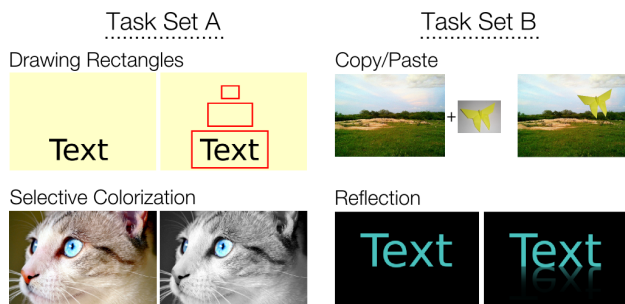 Task Set A
Drawing Rectangles
Text
Text
Selective Colorization
Task Set B
Copy/Paste
+
Reflection
Text
Text